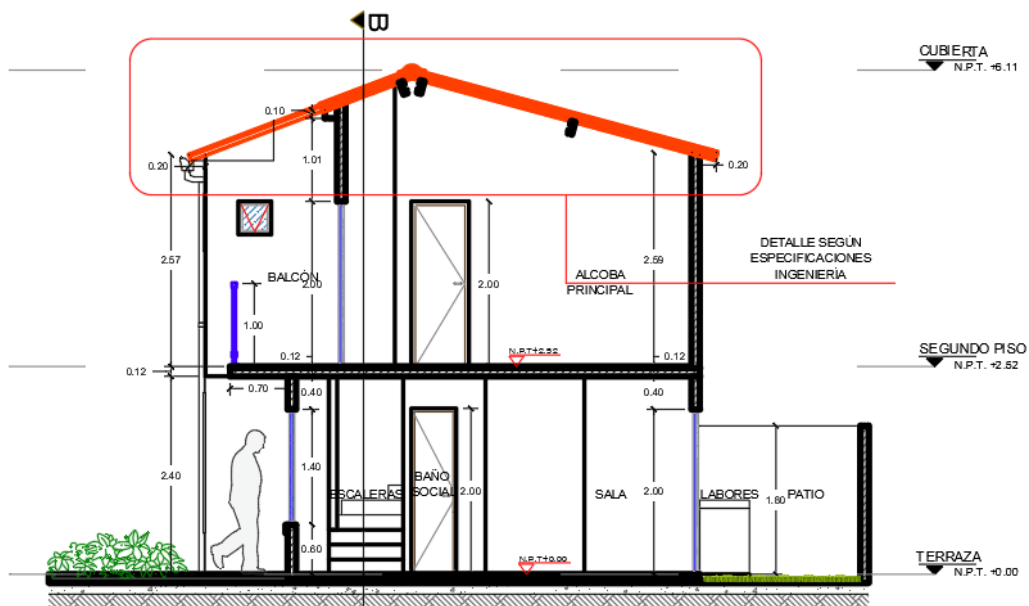 B
CUBIERTA
N.P.T. +6.11
0.10
0.20
1.01
0.20
DETALLE SEGÚN
ESPECIFICACIONES
INGENIERÍA
2.57
BALCÓN
2.00
2.00
ALCOBA
PRINCIPAL
2.59
1.00
N.P.T+2.52
SEGUNDO PISO
N.P.T. +2.52
0.12
0.12
0.12
0.70
0.40
0.40
2.40
1.40
ESCALERAS
BAÑO
SOCIAL
2.00
SALA
2.00
LABORES
PATIO
1.80
0.60
N.P.T+0.00
TERRAZA
N.P.T. +0.00